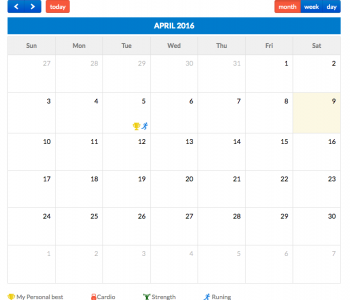 today
month week day
APRIL 2016
Sun Mon Tue Wed Thu Fri Sat
27 28 29 30 31 1 2
3 4 5 6 7 8 9
10 11 12 13 14 15 16
17 18 19 20 21 22 23
24 25 26 27 28 29 30
1 2 3 4 5 6 7
My Personal best Cardio Strength Runing